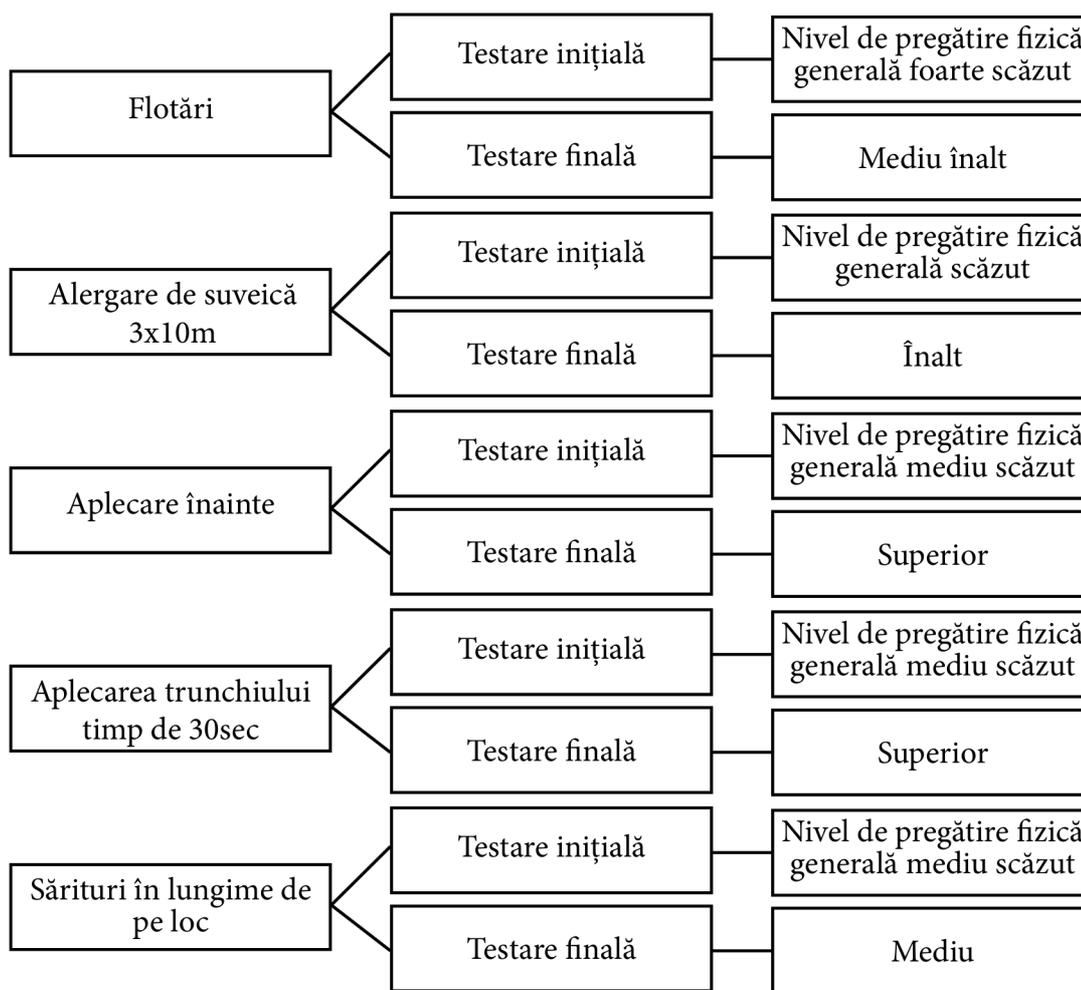 Flotări
Testare inițială
Nivel de pregătire fizică
generală foarte scăzut
Testare finală
Mediu înalt
Alergare de suveică
3x10m
Testare inițială
Nivel de pregătire fizică
generală scăzut
Testare finală
Înalt
Aplecare înainte
Testare inițială
Nivel de pregătire fizică
generală mediu scăzut
Testare finală
Superior
Aplecarea trunchiului
timp de 30sec
Testare inițială
Nivel de pregătire fizică
generală mediu scăzut
Testare finală
Superior
Sărituri în lungime de
pe loc
Testare inițială
Nivel de pregătire fizică
generală mediu scăzut
Testare finală
Mediu